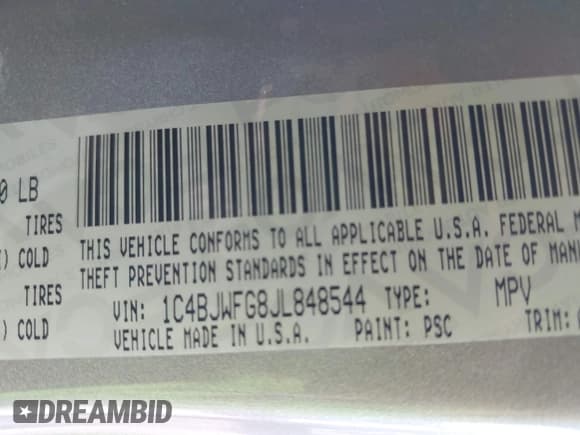 0 LB
TIRES
) COLD
TIRES
) COLD
THIS VEHICLE CONFORMS TO ALL APPLICABLE U.S.A. FEDERAL
THEFT PREVENTION STANDARDS IN EFFECT ON THE DATE OF
VIN: 1C4BJWFG8JL848544 TYPE: MPV
VEHICLE MADE IN U.S.A. PAINT: PSC TRIM:
DREAMBID